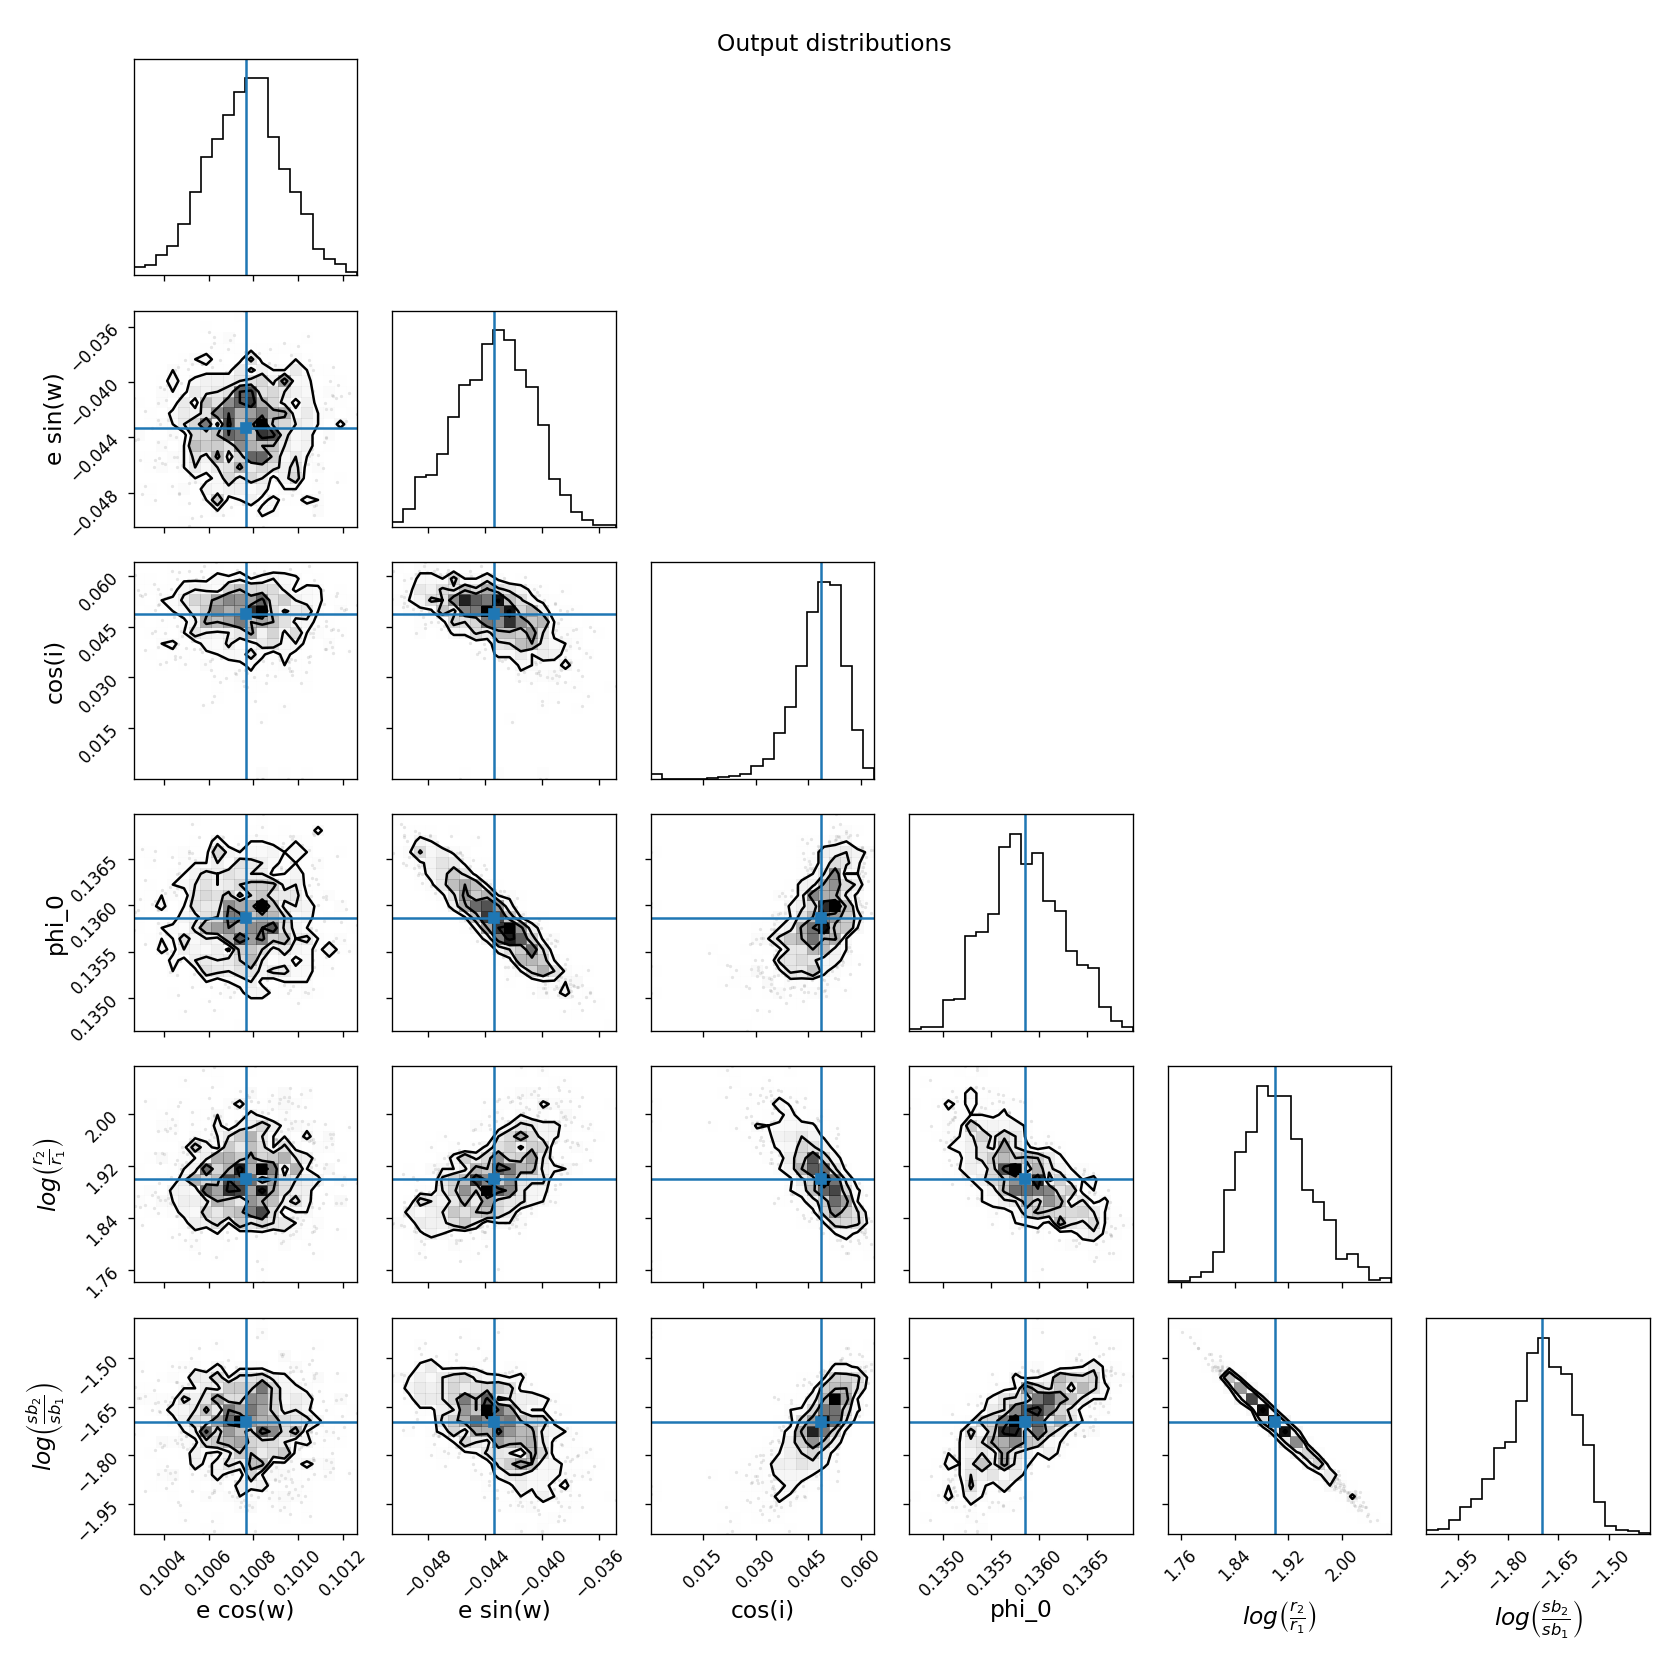 Output distributions
e sin(w)
−0.036
−0.040
−0.044
−0.048
cos(i)
0.060
0.045
0.030
0.015
phi_0
0.1365
0.1360
0.1355
0.1350
log(r₂/r₁)
2.00
1.92
1.84
1.76
log(sb₂/sb₁)
−1.50
−1.65
−1.80
−1.95
0.1004 0.1006 0.1008 0.1010 0.1012
−0.048 −0.044 −0.040 −0.036
0.015 0.030 0.045 0.060
0.1350 0.1355 0.1360 0.1365
1.76 1.84 1.92 2.00
−1.95 −1.80 −1.65 −1.50
e cos(w)
e sin(w)
cos(i)
phi_0
log(r₂/r₁)
log(sb₂/sb₁)